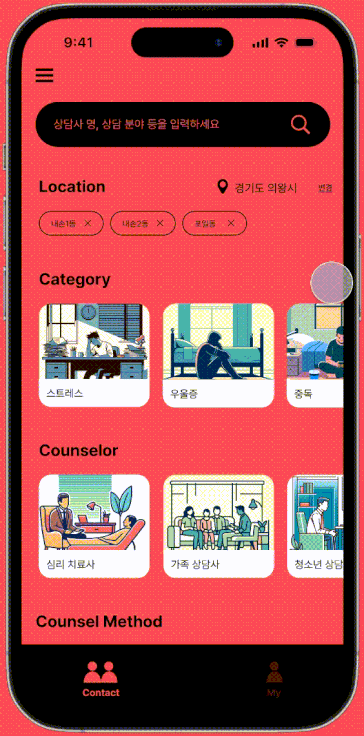 9:41
상담사 명, 상담 분야 등을 입력하세요
Location
경기도 의왕시
변경
내손1동
내손2동
포일동
Category
스트레스
우울증
중독
Counselor
심리 치료사
가족 상담사
청소년 상담
Counsel Method
Contact
My